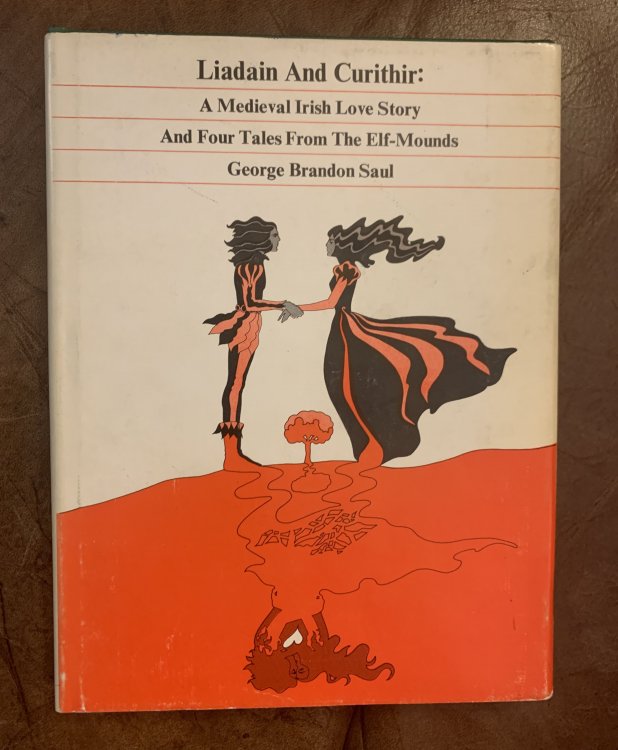 Liadain And Curithir:
A Medieval Irish Love Story
And Four Tales From The Elf-Mounds
George Brandon Saul